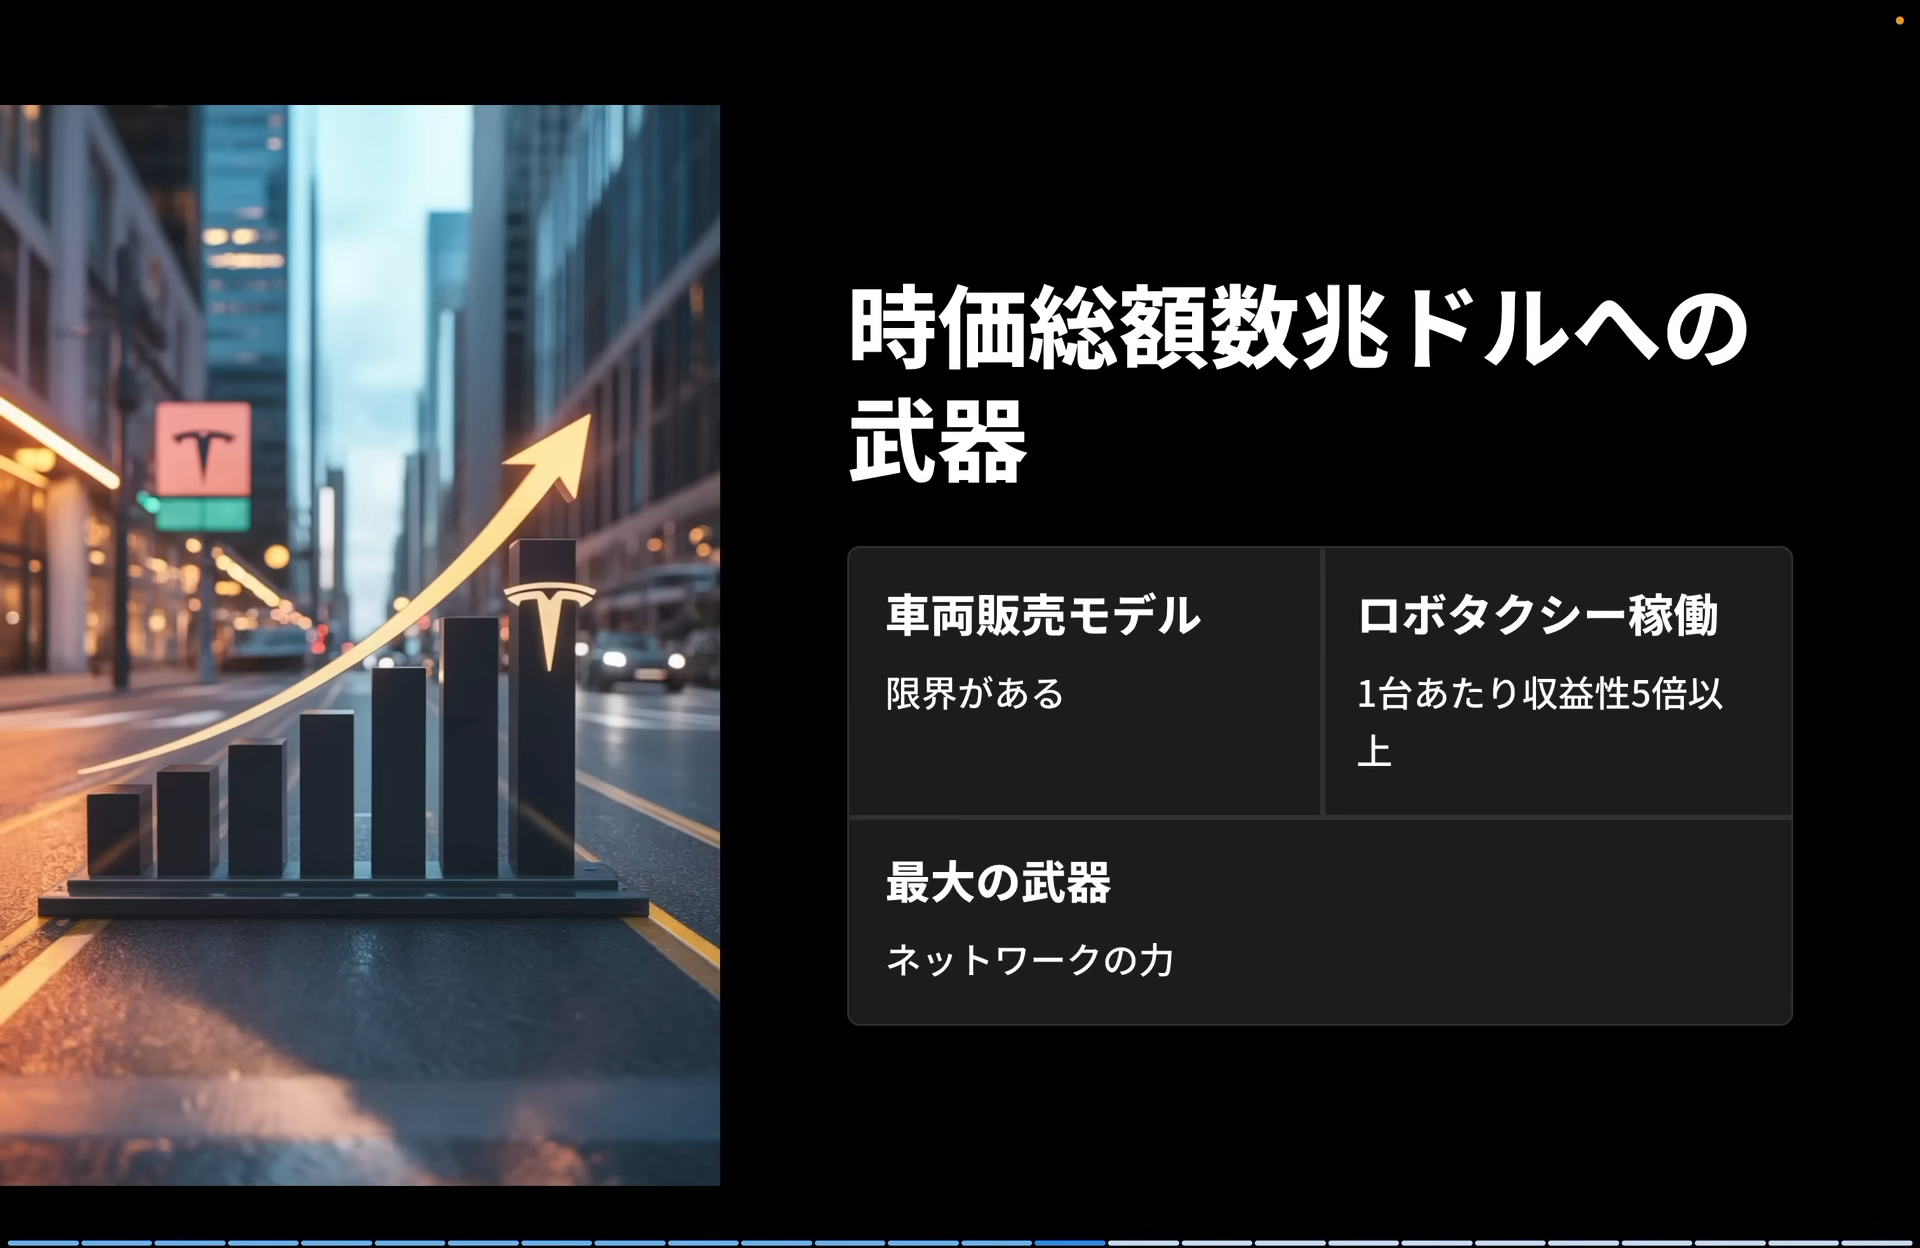 時価総額数兆ドルへの
武器
車両販売モデル
限界がある
ロボタクシー稼働
1台あたり収益性5倍以
上
最大の武器
ネットワークの力